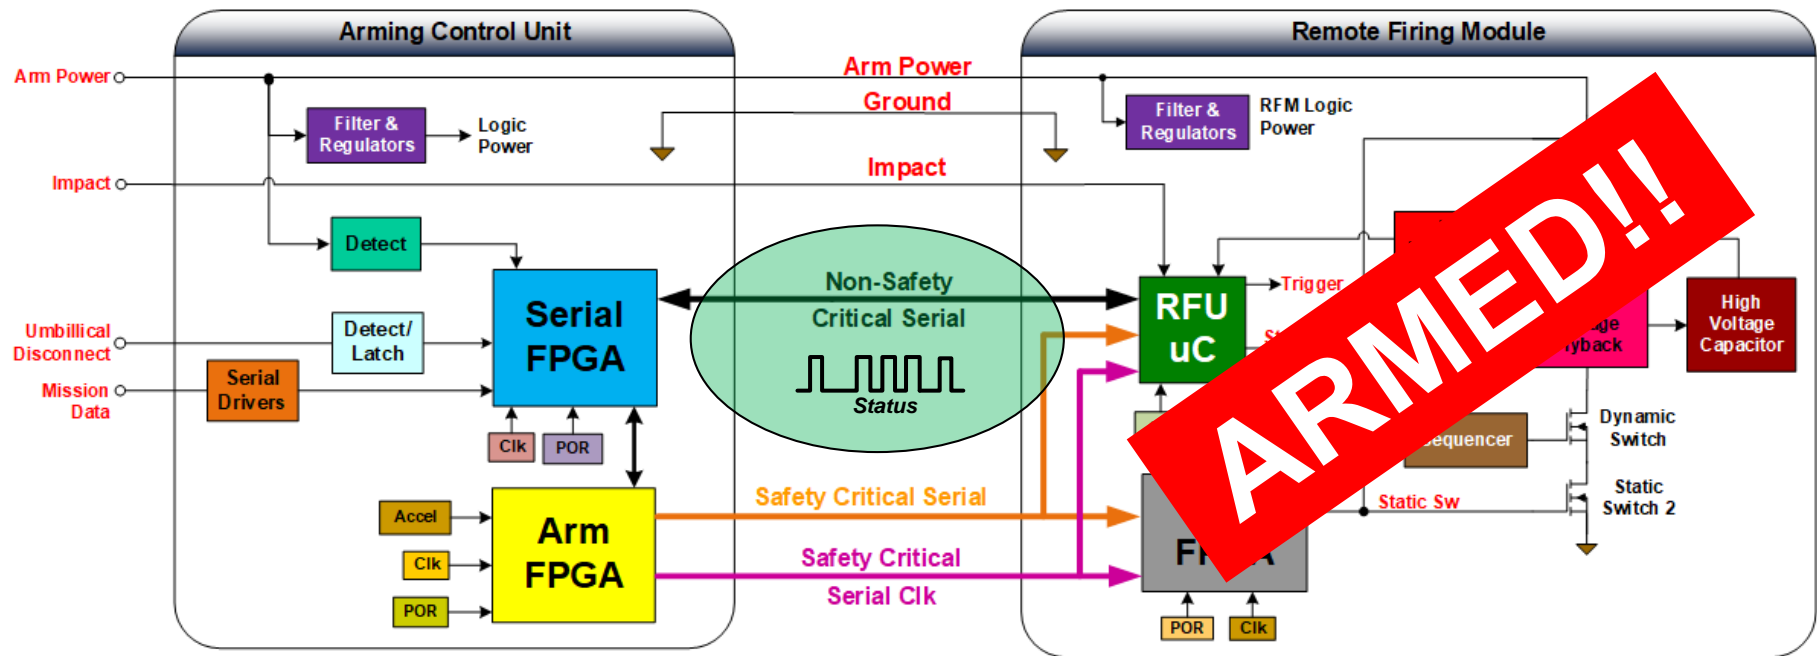 Arming Control Unit
Remote Firing Module
Arm Power
Arm Power
Ground
Filter &
Regulators
Logic
Power
Filter &
Regulators
RFM Logic
Power
Impact
Impact
Detect
Umbillical
Disconnect
Detect/
Latch
Mission
Data
Serial
Drivers
Serial
FPGA
Clk
POR
Non-Safety
Critical Serial
Status
RFU
uC
Trigger
ARMED!!
High
Voltage
Capacitor
Dynamic
Switch
Static
Switch 2
Static Sw
Accel
Clk
POR
Arm
FPGA
Safety Critical Serial
Safety Critical
Serial Clk
POR
Clk